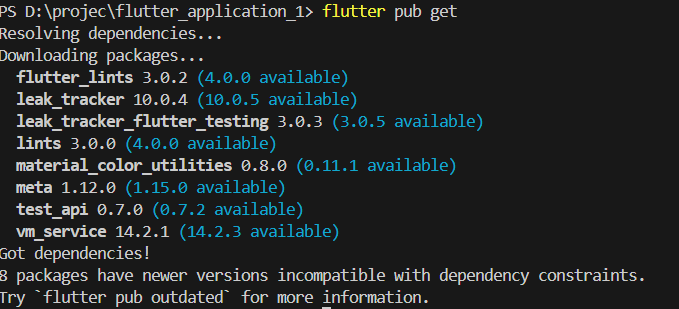 PS D:\projec\flutter_application_1> flutter pub get
Resolving dependencies...
Downloading packages...
  flutter_lints 3.0.2 (4.0.0 available)
  leak_tracker 10.0.4 (10.0.5 available)
  leak_tracker_flutter_testing 3.0.3 (3.0.5 available)
  lints 3.0.0 (4.0.0 available)
  material_color_utilities 0.8.0 (0.11.1 available)
  meta 1.12.0 (1.15.0 available)
  test_api 0.7.0 (0.7.2 available)
  vm_service 14.2.1 (14.2.3 available)
Got dependencies!
8 packages have newer versions incompatible with dependency constraints.
Try `flutter pub outdated` for more information.